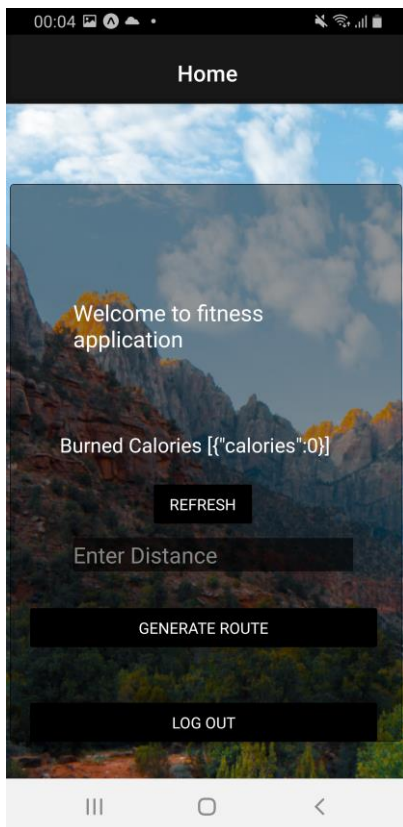 00:04
Home
Welcome to fitness
application
Burned Calories [{"calories":0}]
REFRESH
Enter Distance
GENERATE ROUTE
LOG OUT